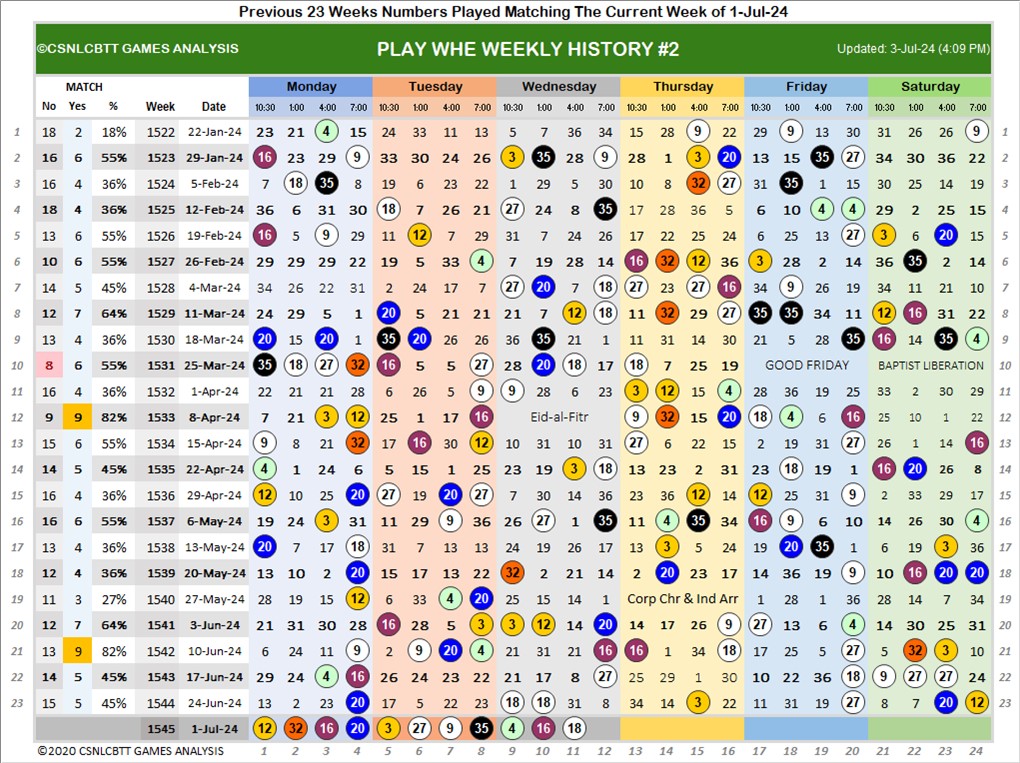 Previous 23 Weeks Numbers Played Matching The Current Week of 1-Jul-24
©CSNLCBTT GAMES ANALYSIS PLAY WHE WEEKLY HISTORY #2 Updated: 3-Jul-24 (4:09 PM)
MATCH Monday Tuesday Wednesday Thursday Friday Saturday
No Yes % Week Date 10:30 1:00 4:00 7:00 10:30 1:00 4:00 7:00 10:30 1:00 4:00 7:00 10:30 1:00 4:00 7:00 10:30 1:00 4:00 7:00 10:30 1:00 4:00 7:00
1 18 2 18% 1522 22-Jan-24 23 21 4 15 24 33 11 13 5 7 36 34 15 28 9 22 29 9 13 30 31 26 26 9 1
2 16 6 55% 1523 29-Jan-24 16 23 29 9 33 30 24 26 3 35 28 9 28 1 3 20 13 15 35 27 34 30 36 22 2
3 16 4 36% 1524 5-Feb-24 7 18 35 8 19 6 23 22 1 29 5 30 10 8 32 27 31 35 1 15 30 25 14 19 3
4 18 4 36% 1525 12-Feb-24 36 6 31 30 18 7 26 21 27 24 8 35 17 28 36 5 6 10 4 4 29 2 25 15 4
5 13 6 55% 1526 19-Feb-24 16 5 9 29 11 12 7 29 31 7 24 26 17 22 25 24 6 25 13 27 3 6 20 15 5
6 10 6 55% 1527 26-Feb-24 29 29 29 22 19 5 33 4 7 19 28 14 16 32 12 36 3 28 2 14 36 35 2 14 6
7 14 5 45% 1528 4-Mar-24 34 26 22 31 2 24 17 7 27 20 7 18 27 23 27 16 34 9 26 19 34 11 21 10 7
8 12 7 64% 1529 11-Mar-24 24 29 5 1 20 5 21 21 21 7 12 18 11 32 29 27 35 35 34 11 12 16 31 22 8
9 13 4 36% 1530 18-Mar-24 20 15 20 1 35 20 26 26 36 35 21 1 11 31 14 30 21 5 28 35 16 14 35 4 9
10 8 6 55% 1531 25-Mar-24 35 18 27 32 16 5 5 27 28 20 18 17 18 7 25 19 GOOD FRIDAY BAPTIST LIBERATION 10
11 16 4 36% 1532 1-Apr-24 22 21 21 28 6 26 5 9 9 28 6 23 3 12 11 4 28 36 19 25 33 2 30 29 11
12 9 9 82% 1533 8-Apr-24 7 21 3 12 25 1 17 16 Eid-al-Fitr 9 32 15 20 18 4 6 16 25 1 1 22 12
13 15 6 55% 1534 15-Apr-24 9 8 24 32 17 16 30 12 10 31 10 31 27 6 22 15 2 19 31 27 26 1 14 16 13
14 14 5 45% 1535 22-Apr-24 4 1 24 6 5 15 1 25 23 19 3 18 13 23 2 31 23 18 19 1 16 20 26 8 14
15 16 4 36% 1536 29-Apr-24 12 10 25 20 27 19 20 27 7 30 14 36 23 36 12 15 12 25 31 9 2 33 29 17 15
16 16 6 55% 1537 6-May-24 19 24 3 31 11 29 9 36 26 27 1 35 11 4 35 34 16 9 6 10 14 26 30 4 16
17 13 4 36% 1538 13-May-24 20 7 17 18 31 7 13 13 24 19 26 17 13 3 5 24 19 20 35 1 6 19 3 36 17
18 12 4 36% 1539 20-May-24 13 10 2 20 15 17 13 22 32 2 21 14 2 20 23 17 14 36 19 9 10 16 20 20 18
19 11 3 27% 1540 27-May-24 28 19 15 12 6 33 4 20 25 15 14 1 Corp Chr & Ind Arr 1 28 1 36 28 14 7 34 19
20 12 7 64% 1541 3-Jun-24 21 31 30 28 16 28 5 3 3 12 14 20 14 17 26 9 27 13 6 4 14 30 25 31 20
21 13 9 82% 1542 10-Jun-24 6 24 11 9 2 9 20 4 21 31 31 16 16 1 34 18 17 25 5 27 5 32 3 10 21
22 14 5 45% 1543 17-Jun-24 29 24 4 16 26 24 23 22 21 17 8 27 25 29 1 30 10 22 36 18 9 27 27 24 22
23 15 5 45% 1544 24-Jun-24 13 2 23 20 17 5 22 23 18 18 31 8 34 14 3 22 11 31 19 27 8 7 20 12 23
1545 1-Jul-24 12 32 16 20 3 27 9 35 4 16 18
©2020 CSNLCBTT GAMES ANALYSIS 1 2 3 4 5 6 7 8 9 10 11 12 13 14 15 16 17 18 19 20 21 22 23 24